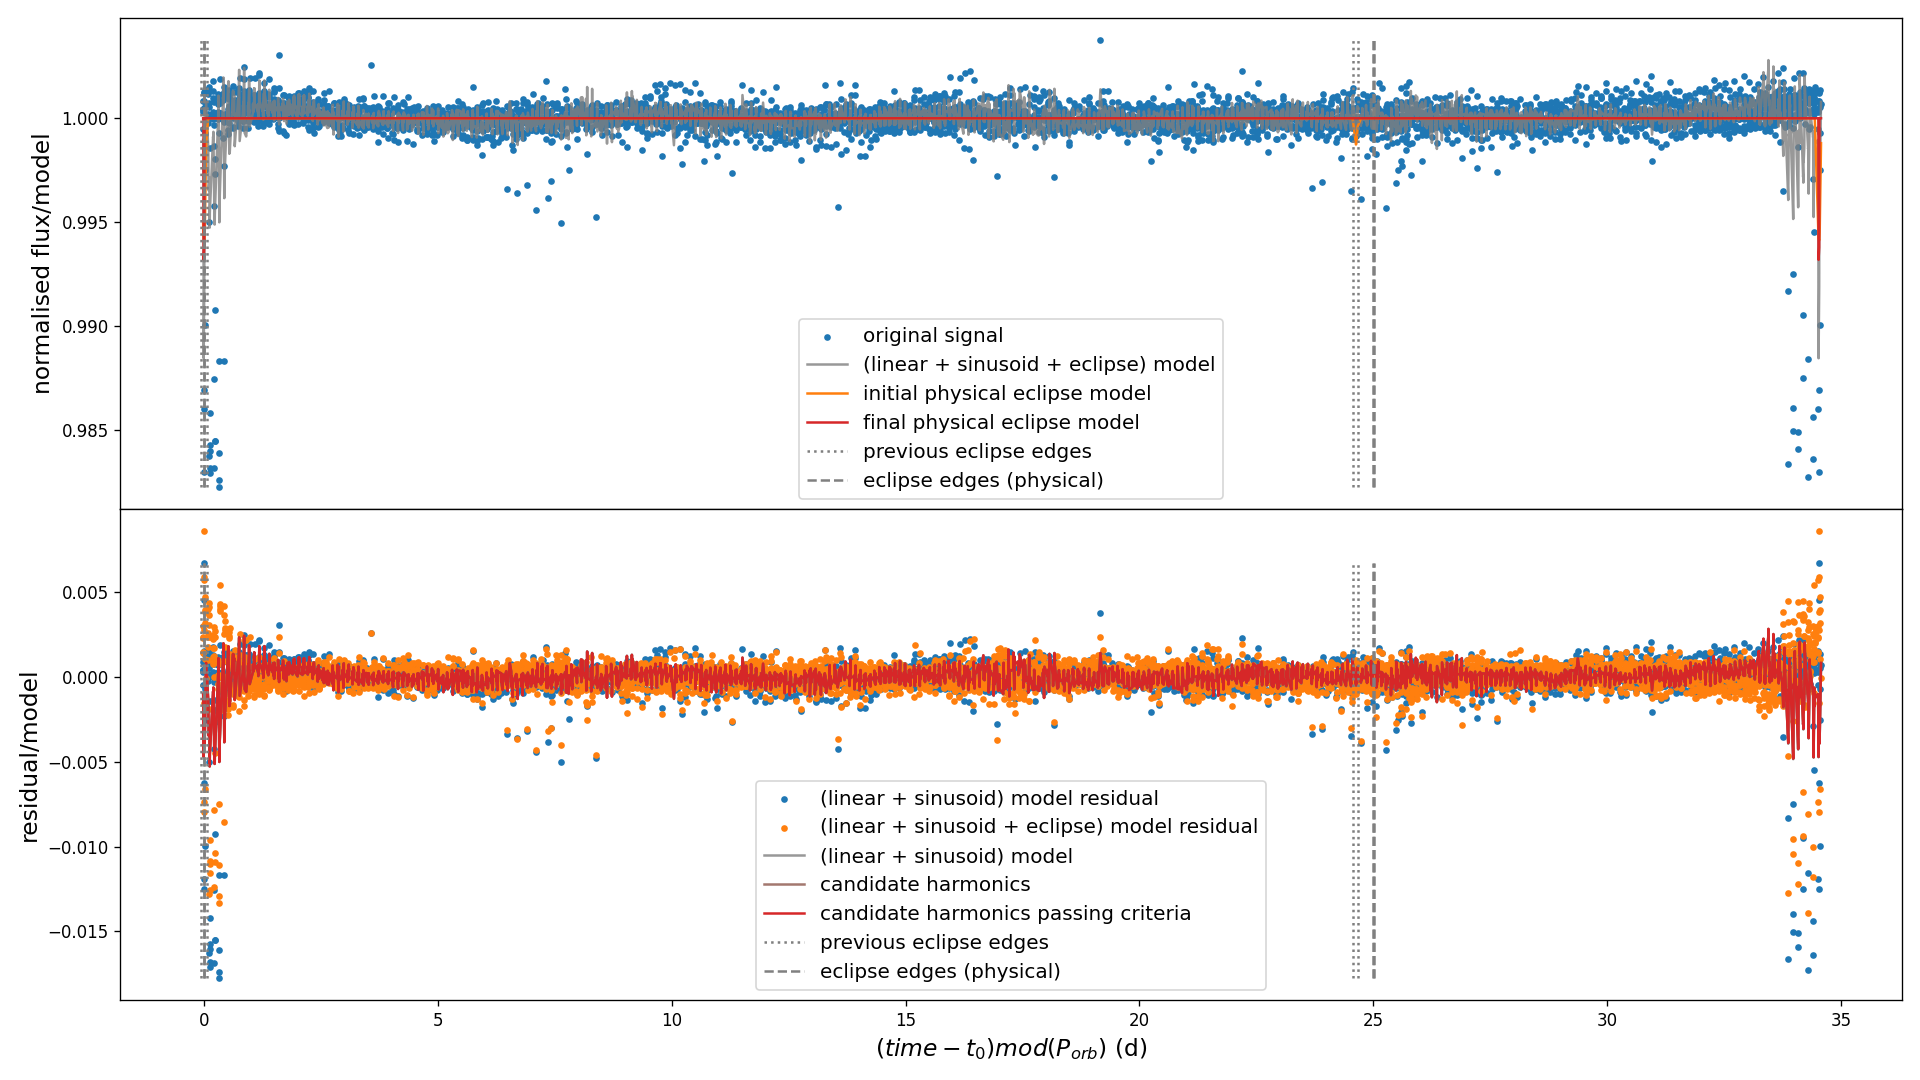 normalised flux/model
1.000
0.995
0.990
0.985
original signal
(linear + sinusoid + eclipse) model
initial physical eclipse model
final physical eclipse model
previous eclipse edges
eclipse edges (physical)
residual/model
0.005
0.000
−0.005
−0.010
−0.015
(linear + sinusoid) model residual
(linear + sinusoid + eclipse) model residual
(linear + sinusoid) model
candidate harmonics
candidate harmonics passing criteria
previous eclipse edges
eclipse edges (physical)
0 5 10 15 20 25 30 35
(time − t₀)mod(Pₒᵣb) (d)